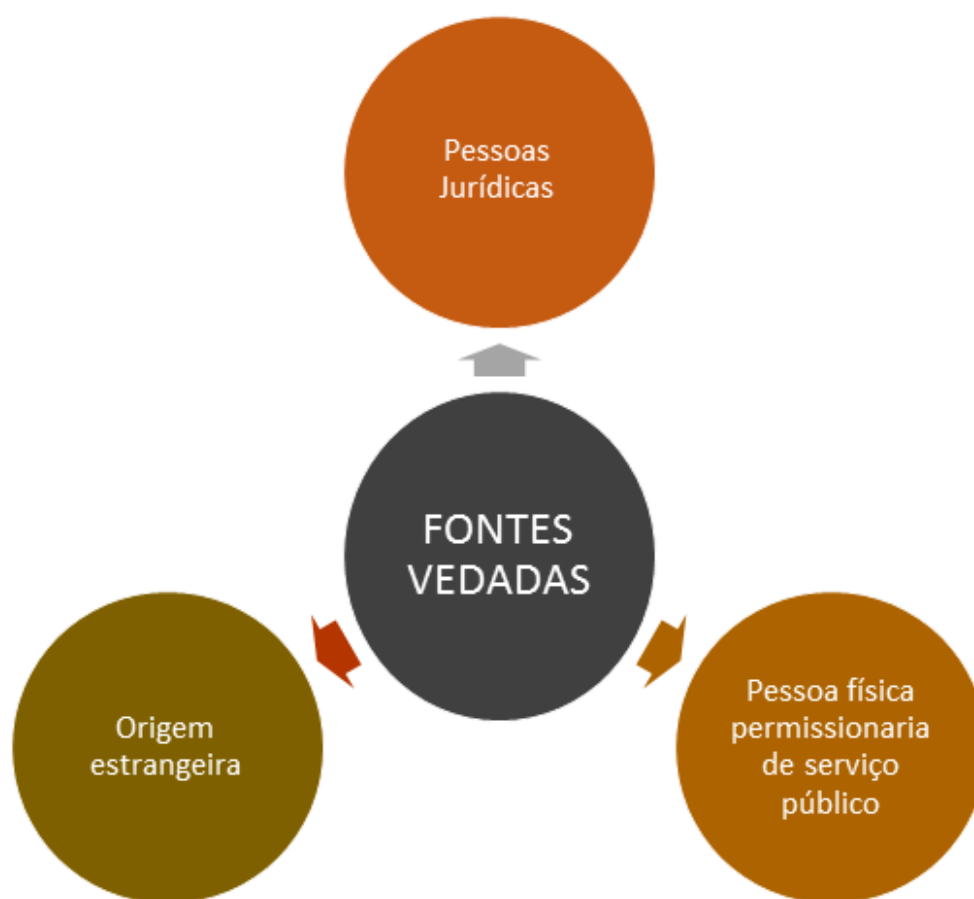 Pessoas
Jurídicas
FONTES
VEDADAS
Origem
estrangeira
Pessoa física
permissionaria
de serviço
público